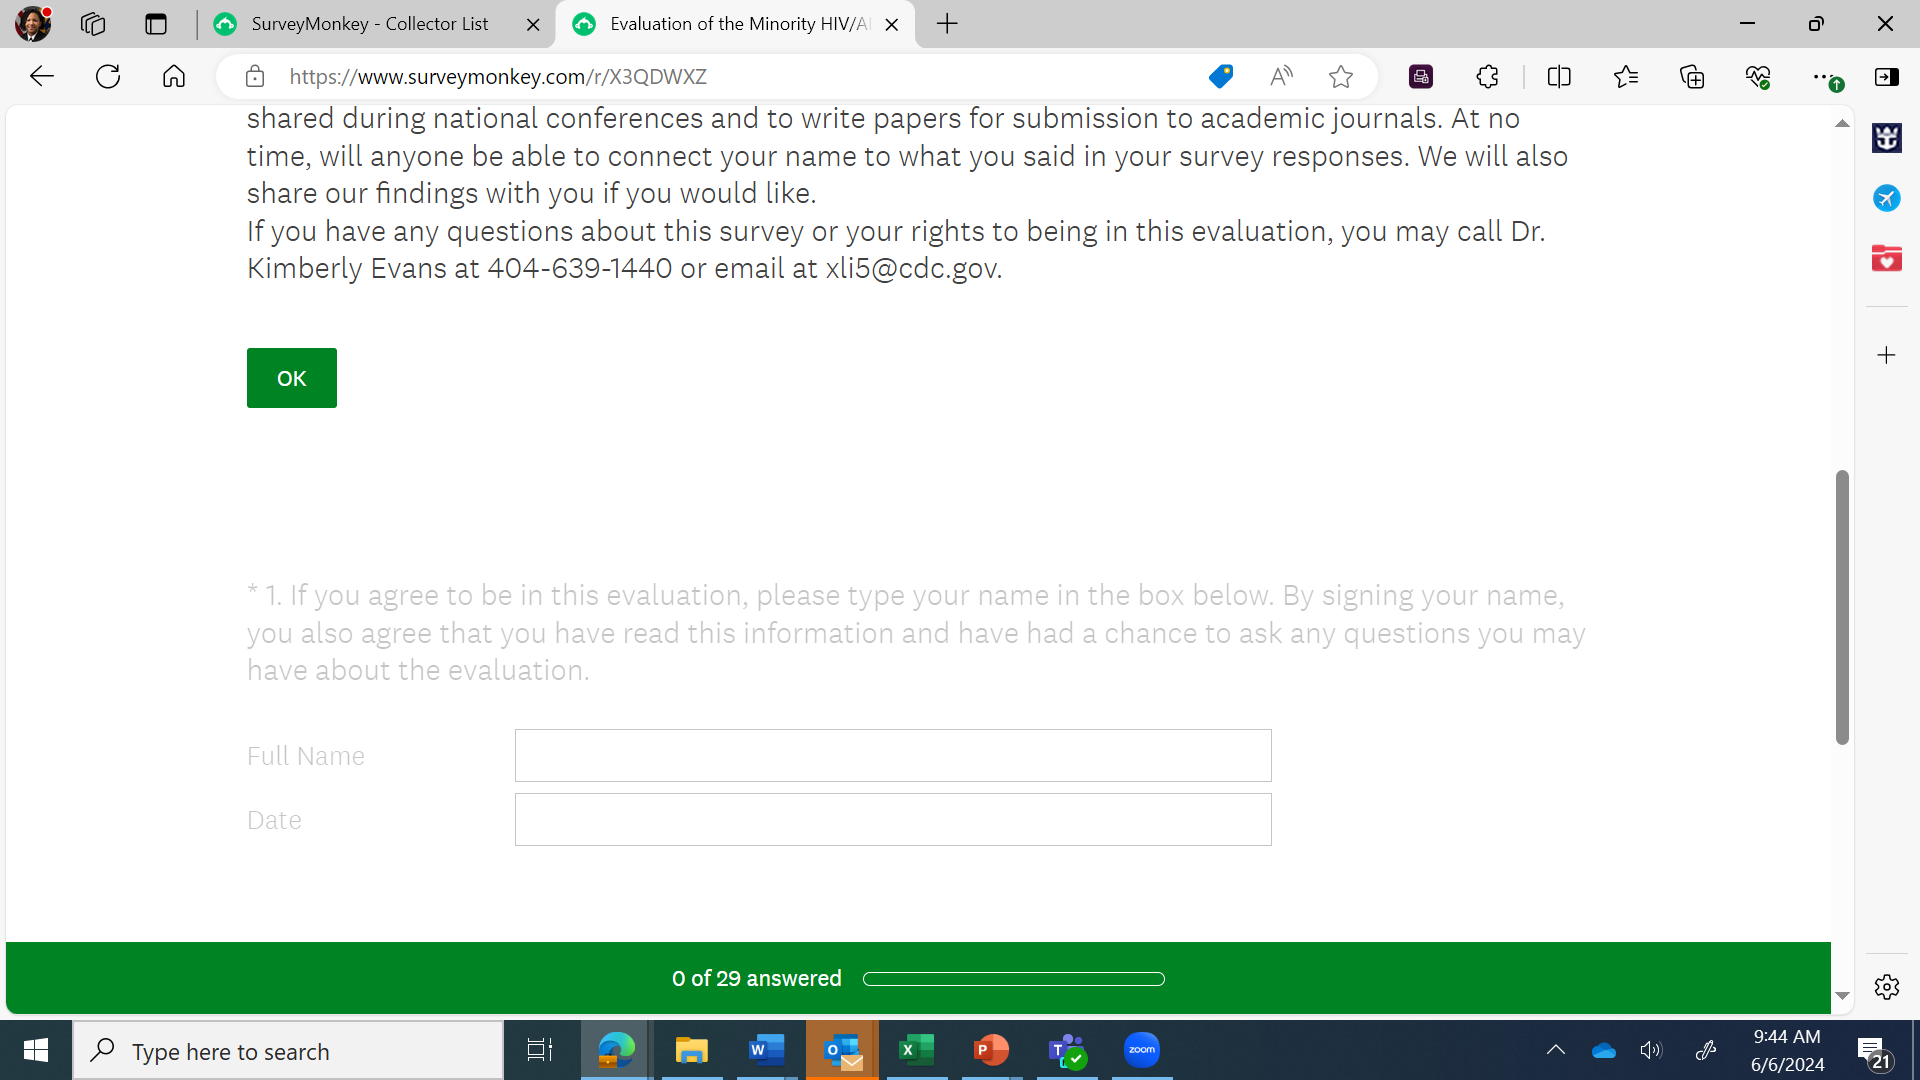 SurveyMonkey - Collector List
Evaluation of the Minority HIV/AI
https://www.surveymonkey.com/r/X3QDWXZ
shared during national conferences and to write papers for submission to academic journals. At no
time, will anyone be able to connect your name to what you said in your survey responses. We will also
share our findings with you if you would like.
If you have any questions about this survey or your rights to being in this evaluation, you may call Dr.
Kimberly Evans at 404-639-1440 or email at xli5@cdc.gov.
OK
* 1. If you agree to be in this evaluation, please type your name in the box below. By signing your name,
you also agree that you have read this information and have had a chance to ask any questions you may
have about the evaluation.
Full Name
Date
0 of 29 answered
Type here to search
zoom
9:44 AM
6/6/2024
21